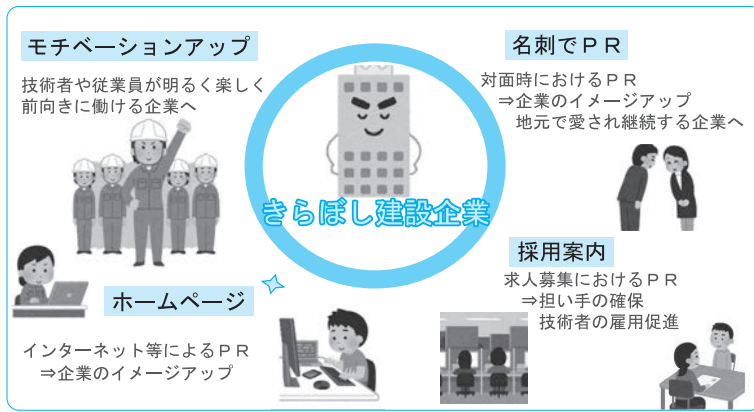 モチベーションアップ
技術者や従業員が明るく楽しく
前向きに働ける企業へ
名刺でＰＲ
対面時におけるＰＲ
⇒企業のイメージアップ
地元で愛され継続する企業へ
きらぼし建設企業
ホームページ
インターネット等によるＰＲ
⇒企業のイメージアップ
採用案内
求人募集におけるＰＲ
⇒担い手の確保
技術者の雇用促進